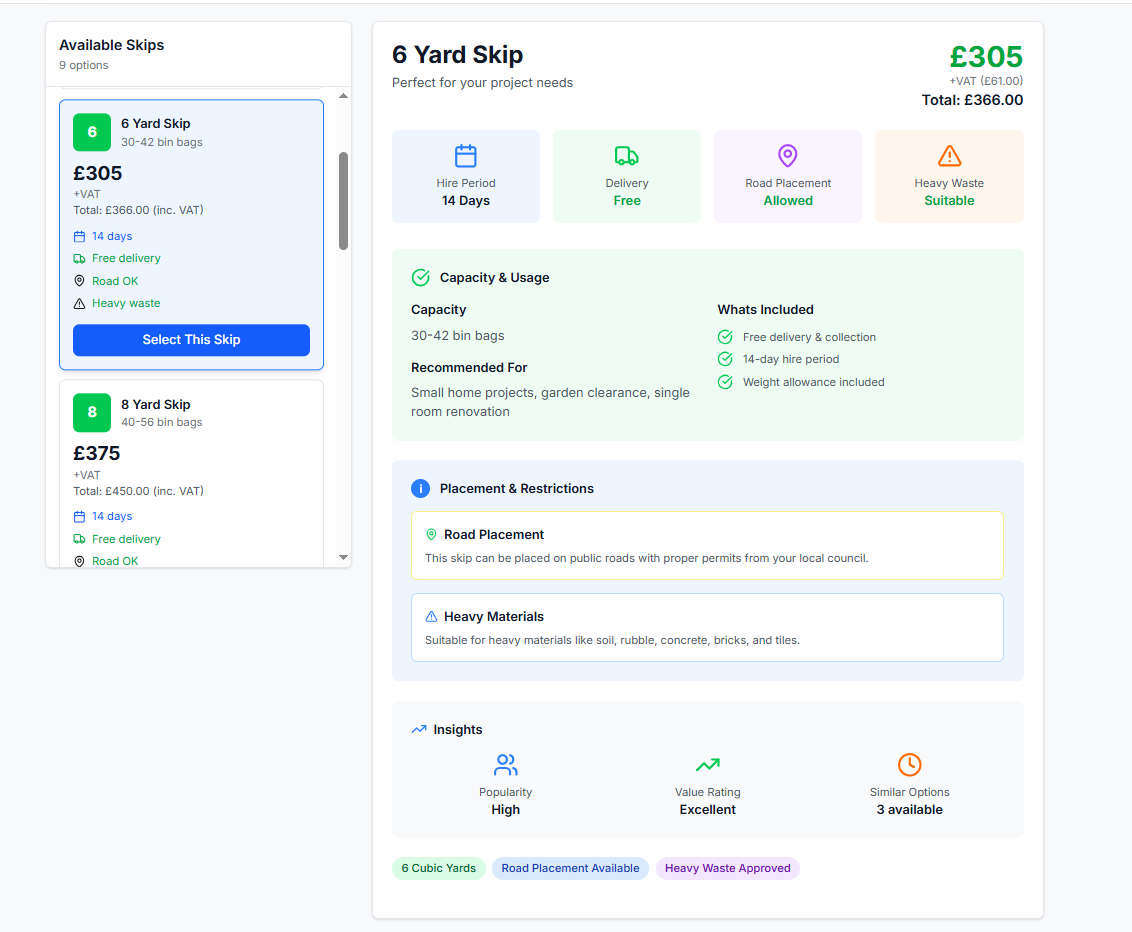 Available Skips
9 options
6
6 Yard Skip
30-42 bin bags
£305
+VAT
Total: £366.00 (inc. VAT)
14 days
Free delivery
Road OK
Heavy waste
Select This Skip
8
8 Yard Skip
40-56 bin bags
£375
+VAT
Total: £450.00 (inc. VAT)
14 days
Free delivery
Road OK
6 Yard Skip
Perfect for your project needs
£305
+VAT (£61.00)
Total: £366.00
Hire Period
14 Days
Delivery
Free
Road Placement
Allowed
Heavy Waste
Suitable
Capacity & Usage
Capacity
30-42 bin bags
Recommended For
Small home projects, garden clearance, single
room renovation
Whats Included
Free delivery & collection
14-day hire period
Weight allowance included
Placement & Restrictions
Road Placement
This skip can be placed on public roads with proper permits from your local council.
Heavy Materials
Suitable for heavy materials like soil, rubble, concrete, bricks, and tiles.
Insights
Popularity
High
Value Rating
Excellent
Similar Options
3 available
6 Cubic Yards
Road Placement Available
Heavy Waste Approved